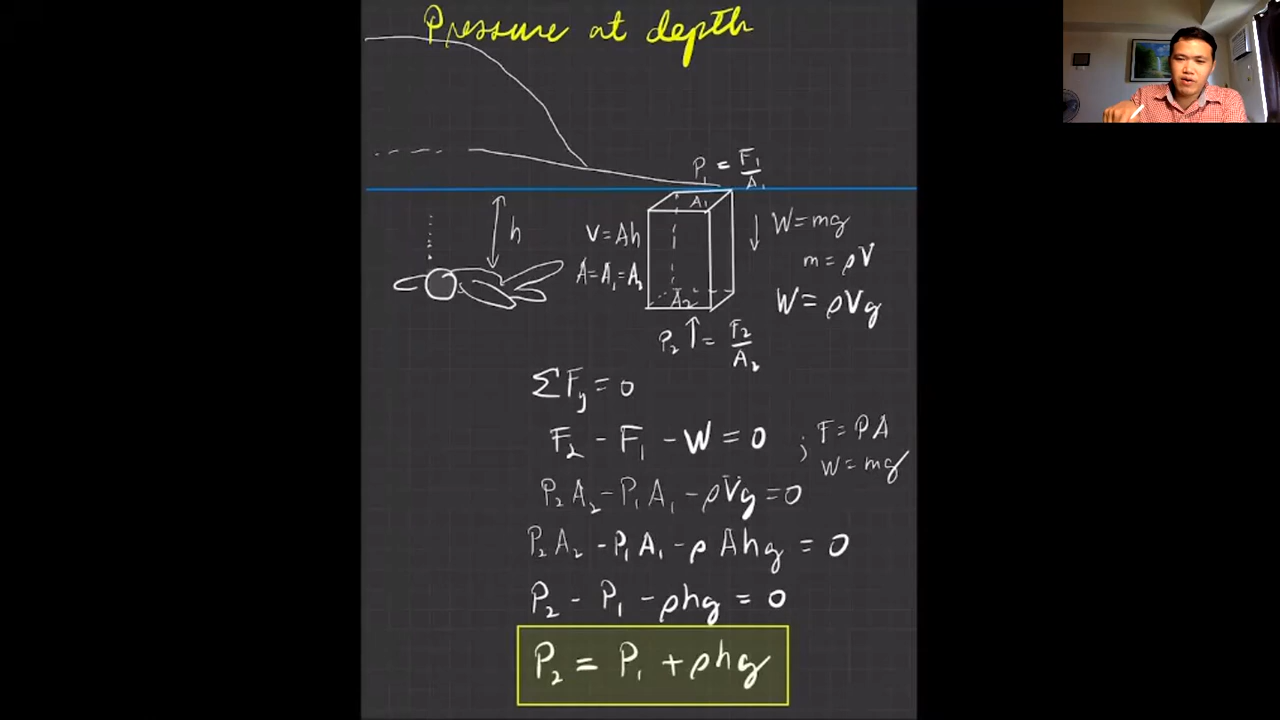 Pressure at depth
P₁ = F₁/A₁
A₁
h
V = Ah
W = mg
A = A₁ = A₂
m = ρV
A₂
W = ρVg
P₂ = F₂/A₂
ΣFy = 0
F₂ - F₁ - W = 0 ; F = PA
W = mg
P₂A₂ - P₁A₁ - ρVg = 0
P₂A₂ - P₁A₁ - ρAhg = 0
P₂ - P₁ - ρhg = 0
P₂ = P₁ + ρhg